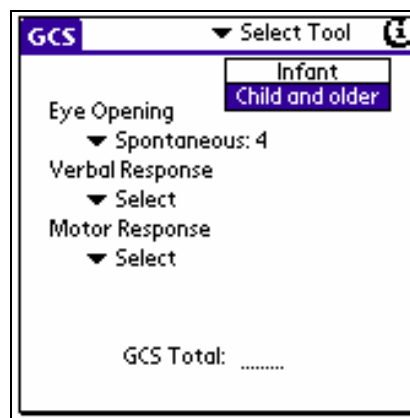 GCS Select Tool i
Infant
Child and older
Eye Opening
Spontaneous: 4
Verbal Response
Select
Motor Response
Select
GCS Total: .........